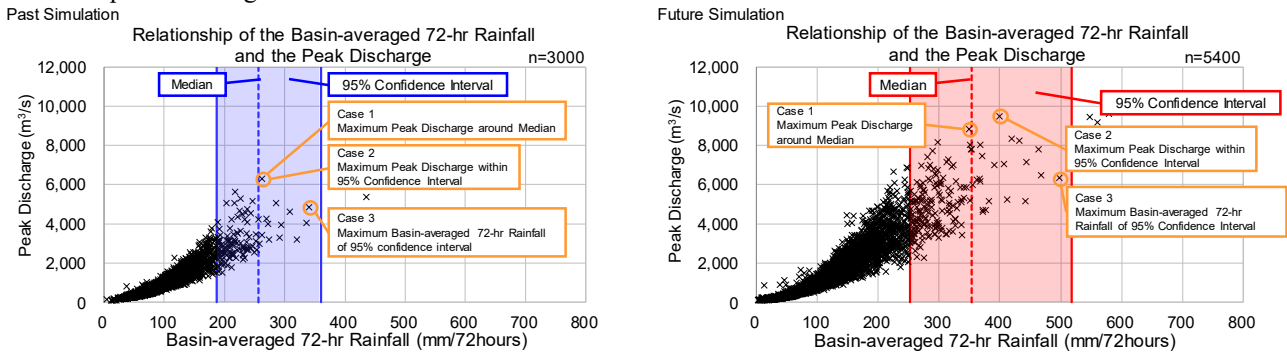 Past Simulation
Relationship of the Basin-averaged 72-hr Rainfall
and the Peak Discharge
n=3000
12,000
10,000
8,000
6,000
4,000
2,000
0
Peak Discharge (m³/s)
Median
95% Confidence Interval
Case 1
Maximum Peak Discharge around Median
Case 2
Maximum Peak Discharge within
95% Confidence Interval
Case 3
Maximum Basin-averaged 72-hr Rainfall
of 95% confidence interval
0 100 200 300 400 500 600 700 800
Basin-averaged 72-hr Rainfall (mm/72hours)
Future Simulation
Relationship of the Basin-averaged 72-hr Rainfall
and the Peak Discharge
n=5400
12,000
10,000
8,000
6,000
4,000
2,000
0
Peak Discharge (m³/s)
Median
95% Confidence Interval
Case 1
Maximum Peak Discharge
around Median
Case 2
Maximum Peak Discharge within
95% Confidence Interval
Case 3
Maximum Basin-averaged 72-hr
Rainfall of 95% Confidence Interval
0 100 200 300 400 500 600 700 800
Basin-averaged 72-hr Rainfall (mm/72hours)